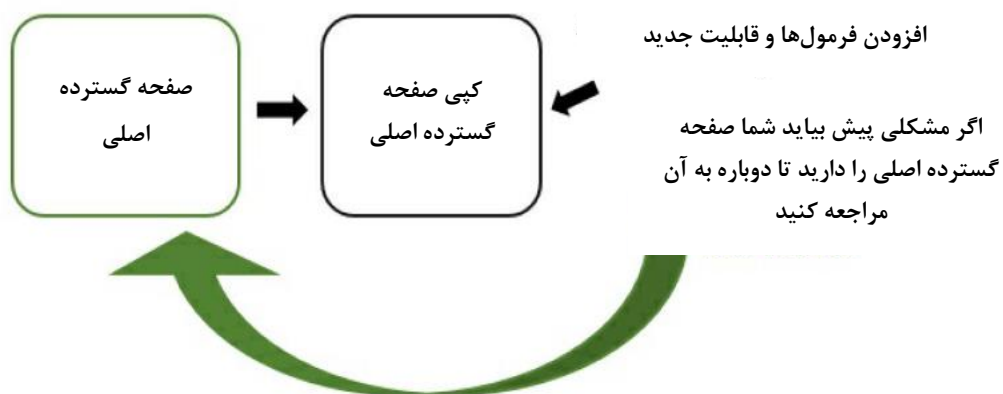 افزودن فرمول‌ها و قابلیت جدید
صفحه گسترده
اصلی
کپی صفحه
گسترده اصلی
اگر مشکلی پیش بیاید شما صفحه
گسترده اصلی را دارید تا دوباره به آن
مراجعه کنید